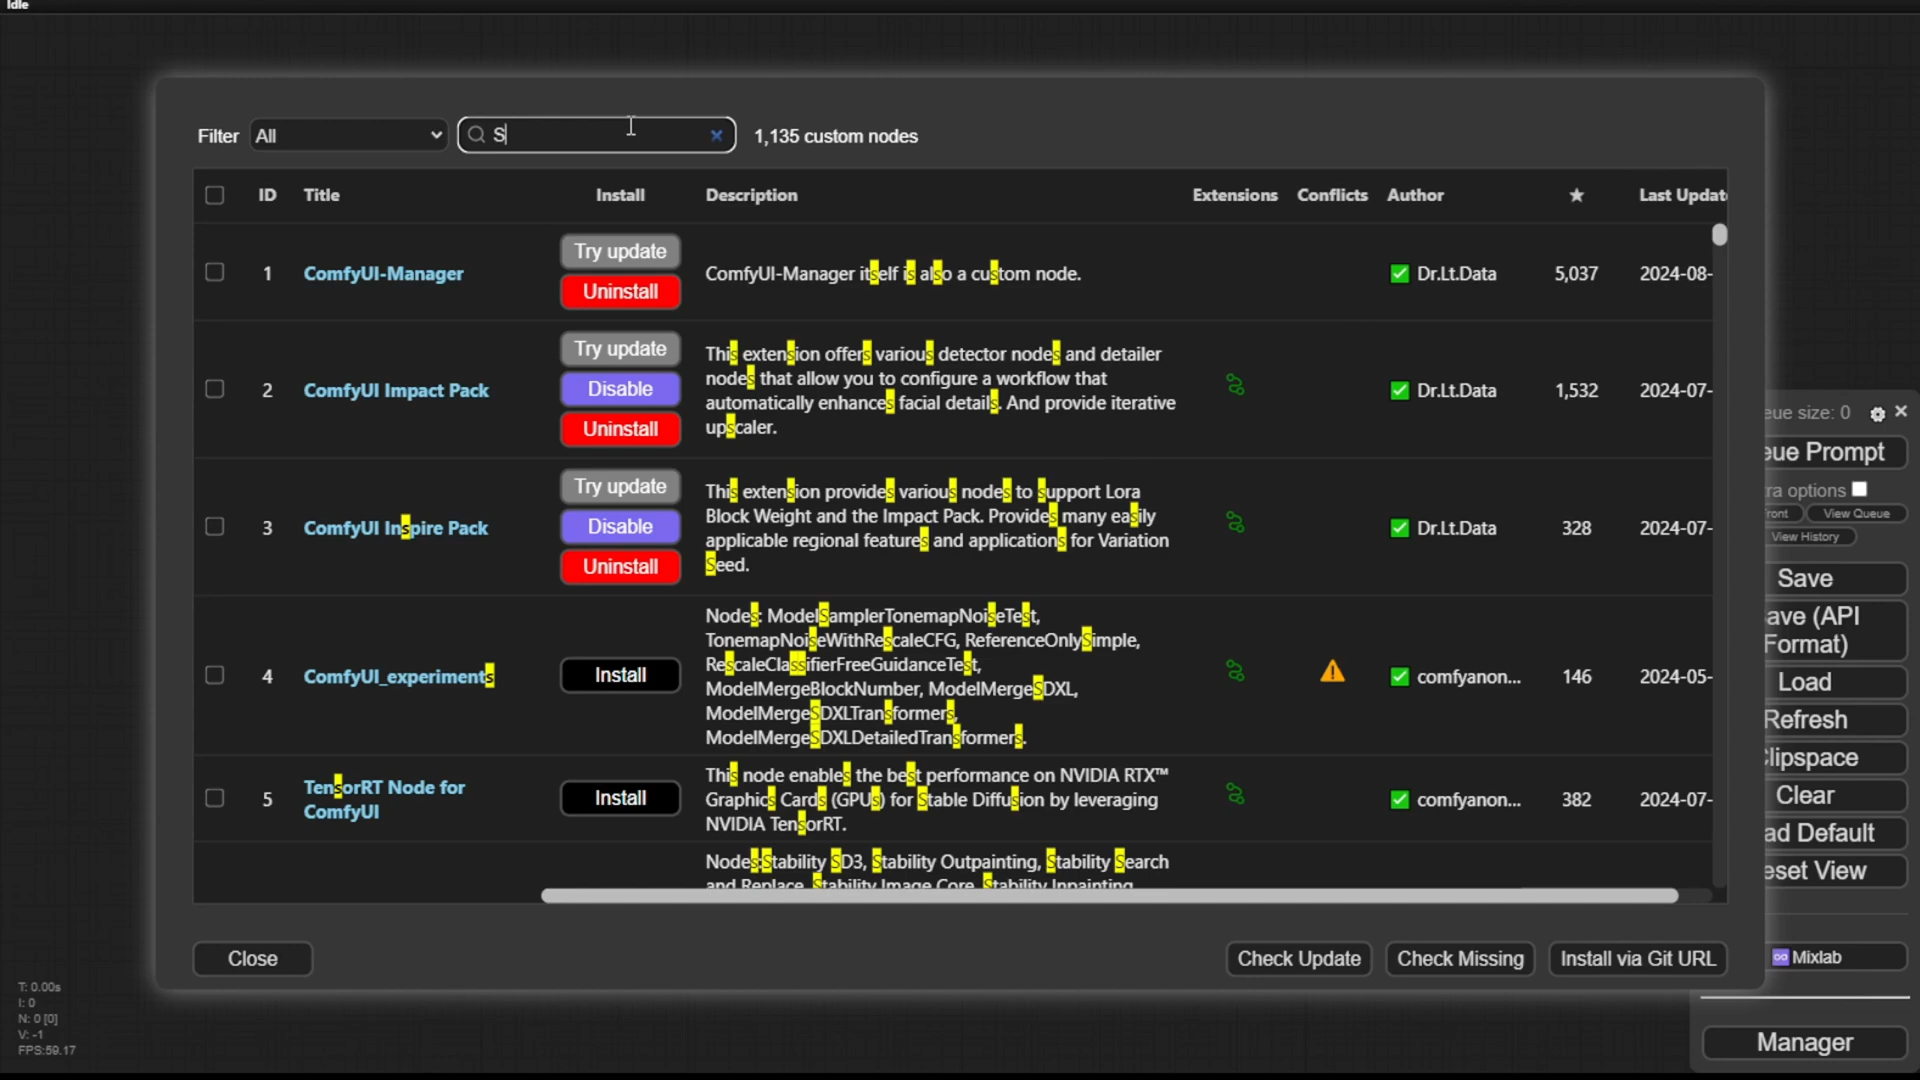 Idle
Filter All S 1,135 custom nodes
ID Title Install Description Extensions Conflicts Author ★ Last Updat
1 ComfyUI-Manager Try update Uninstall ComfyUI-Manager itself is also a custom node. Dr.Lt.Data 5,037 2024-08-
2 ComfyUI Impact Pack Try update Disable Uninstall
This extension offers various detector nodes and detailer
nodes that allow you to configure a workflow that
automatically enhances facial details. And provide iterative
upscaler.
Dr.Lt.Data 1,532 2024-07-
3 ComfyUI Inspire Pack Try update Disable Uninstall
This extension provides various nodes to support Lora
Block Weight and the Impact Pack. Provides many easily
applicable regional features and applications for Variation
Seed.
Dr.Lt.Data 328 2024-07-
4 ComfyUI_experiments Install
Nodes: ModelSamplerTonemapNoiseTest,
TonemapNoiseWithRescaleCFG, ReferenceOnlySimple,
RescaleClassifierFreeGuidanceTest,
ModelMergeBlockNumber, ModelMergeSDXL,
ModelMergeSDXLTransformers,
ModelMergeSDXLDetailedTransformers.
comfyanon... 146 2024-05-
5 TensorRT Node for
ComfyUI
Install
This node enables the best performance on NVIDIA RTX™
Graphics Cards (GPUs) for Stable Diffusion by leveraging
NVIDIA TensorRT.
comfyanon... 382 2024-07-
Nodes:Stability SD3, Stability Outpainting, Stability Search
and Replace, Stability Image Core, Stability Inpainting,
Close Check Update Check Missing Install via Git URL
eue size: 0
eue Prompt
ra options
ront View Queue
View History
Save
ave (API
Format)
Load
Refresh
lipspace
Clear
ad Default
eset View
Mixlab
Manager
T: 0.00s
I: 0
N: 0 [0]
V: -1
FPS:59.17